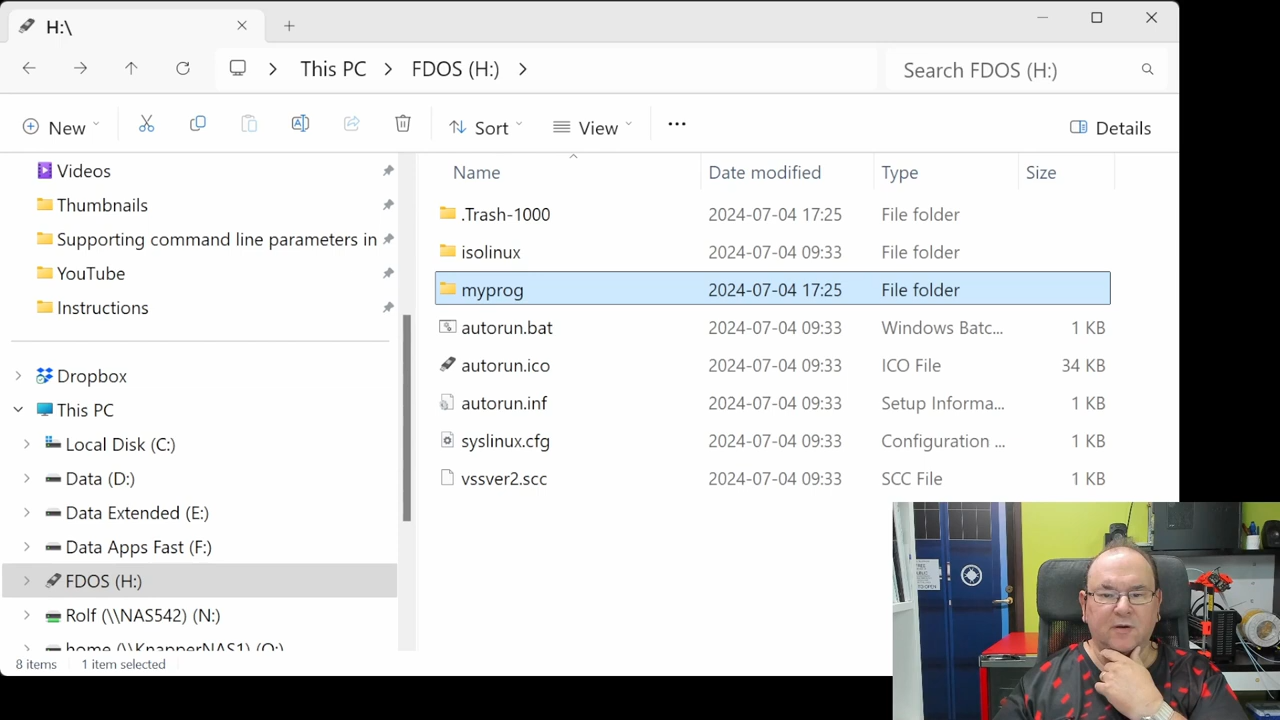 H:\
This PC
FDOS (H:)
Search FDOS (H:)
New
Sort
View
Details
Videos
Thumbnails
Supporting command line parameters in
YouTube
Instructions
Dropbox
This PC
Local Disk (C:)
Data (D:)
Data Extended (E:)
Data Apps Fast (F:)
FDOS (H:)
Rolf (\\NAS542) (N:)
home (\\KnapperNAS1) (O:)
Name Date modified Type Size
.Trash-1000 2024-07-04 17:25 File folder
isolinux 2024-07-04 09:33 File folder
myprog 2024-07-04 17:25 File folder
autorun.bat 2024-07-04 09:33 Windows Batc... 1 KB
autorun.ico 2024-07-04 09:33 ICO File 34 KB
autorun.inf 2024-07-04 09:33 Setup Informa... 1 KB
syslinux.cfg 2024-07-04 09:33 Configuration ... 1 KB
vssver2.scc 2024-07-04 09:33 SCC File 1 KB
8 items 1 item selected